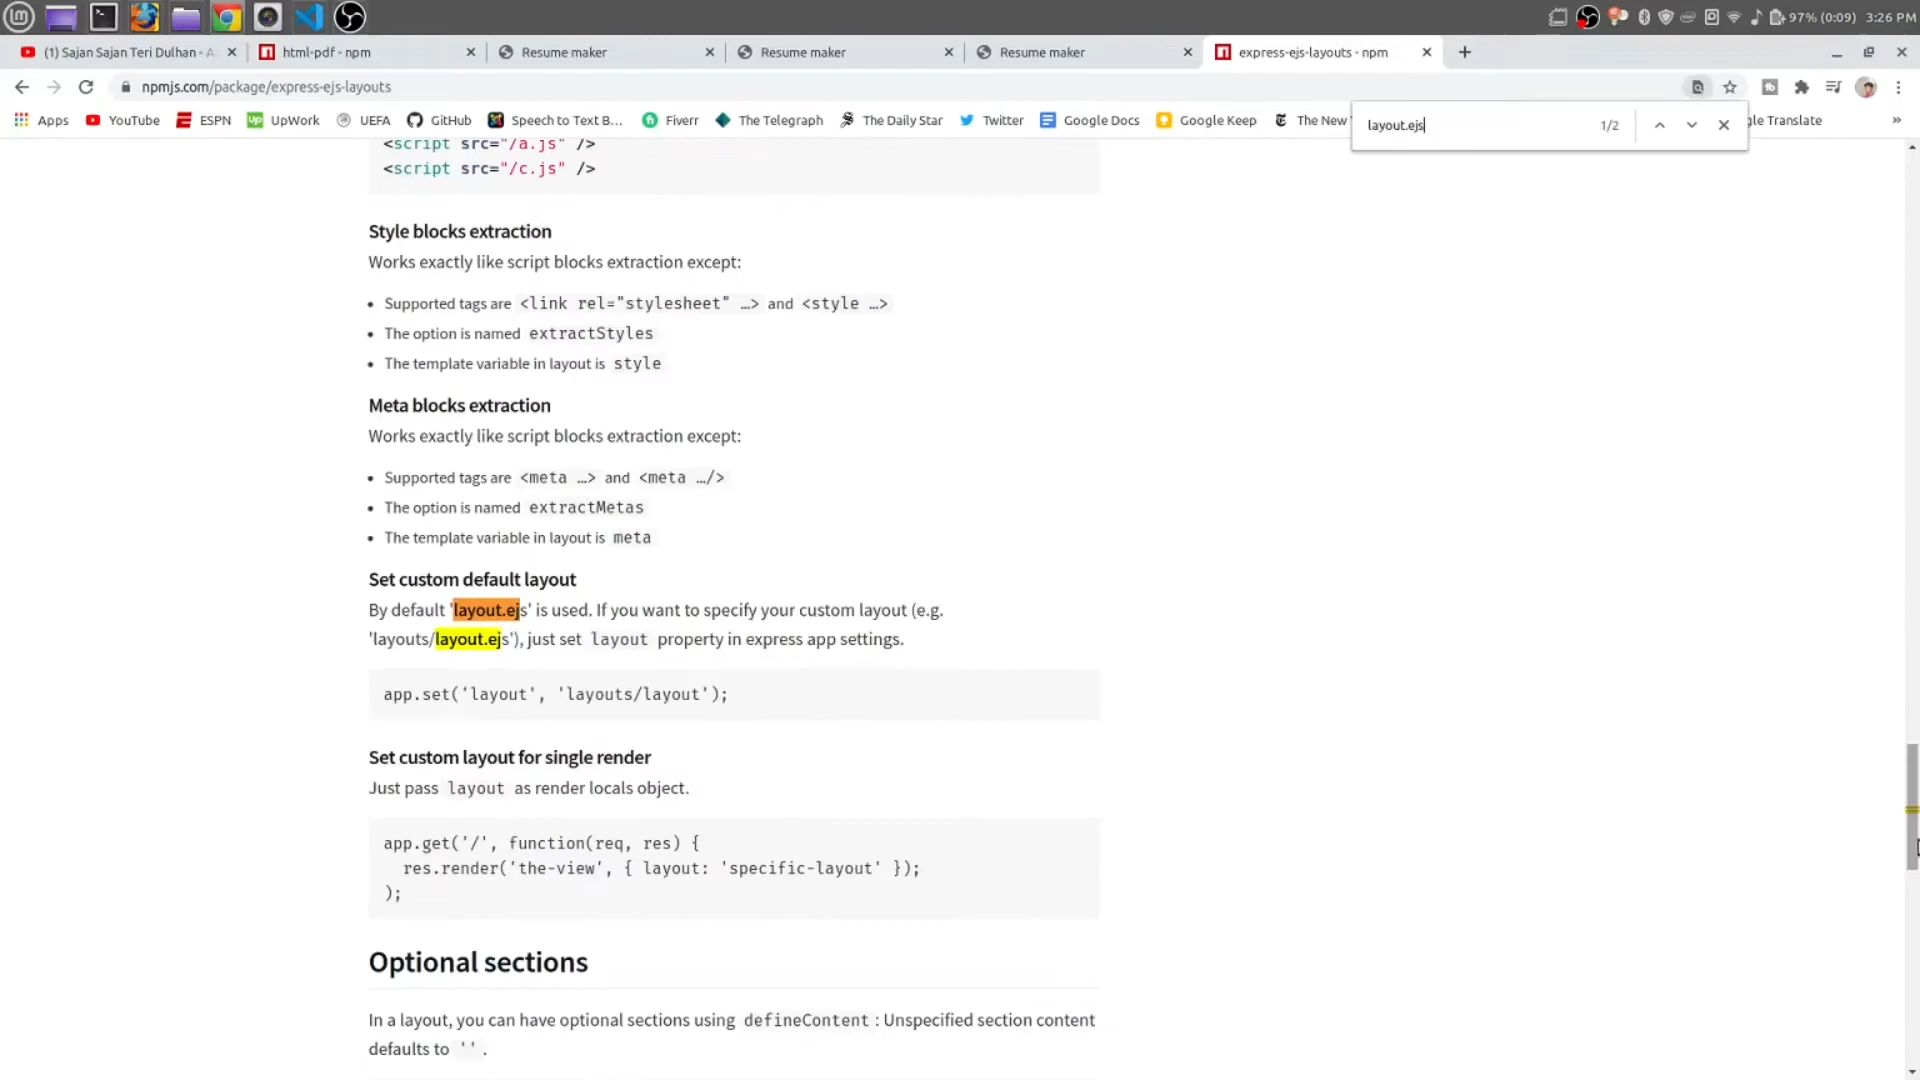 97% (0:09) 3:26 PM
(1) Sajan Sajan Teri Dulhan - A
html-pdf - npm
Resume maker
Resume maker
Resume maker
express-ejs-layouts - npm
npmjs.com/package/express-ejs-layouts
Apps YouTube ESPN UpWork UEFA GitHub Speech to Text B... Fiverr The Telegraph The Daily Star Twitter Google Docs Google Keep The New gle Translate »
layout.ejs 1/2
<script src="/a.js" />
<script src="/c.js" />
Style blocks extraction
Works exactly like script blocks extraction except:
• Supported tags are <link rel="stylesheet" …> and <style …>
• The option is named extractStyles
• The template variable in layout is style
Meta blocks extraction
Works exactly like script blocks extraction except:
• Supported tags are <meta …> and <meta …/>
• The option is named extractMetas
• The template variable in layout is meta
Set custom default layout
By default 'layout.ejs' is used. If you want to specify your custom layout (e.g.
'layouts/layout.ejs'), just set layout property in express app settings.
app.set('layout', 'layouts/layout');
Set custom layout for single render
Just pass layout as render locals object.
app.get('/', function(req, res) {
res.render('the-view', { layout: 'specific-layout' });
);
Optional sections
In a layout, you can have optional sections using defineContent : Unspecified section content
defaults to '' .